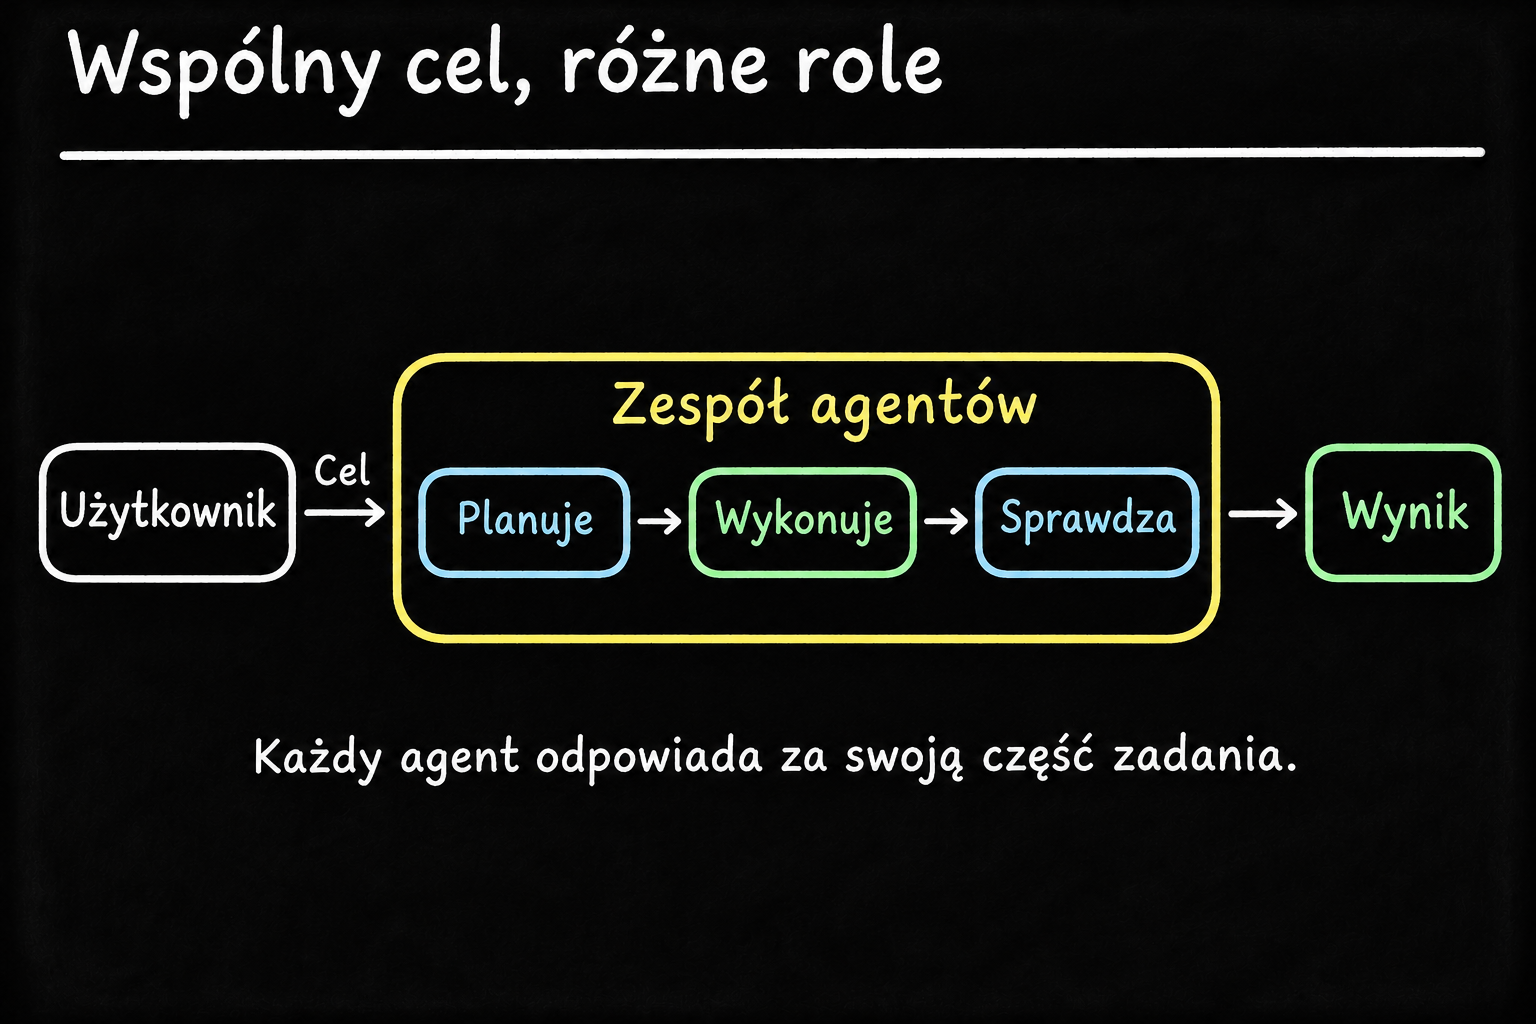 Wspólny cel, różne role
Zespół agentów
Użytkownik
Cel
Planuje
Wykonuje
Sprawdza
Wynik
Każdy agent odpowiada za swoją część zadania.